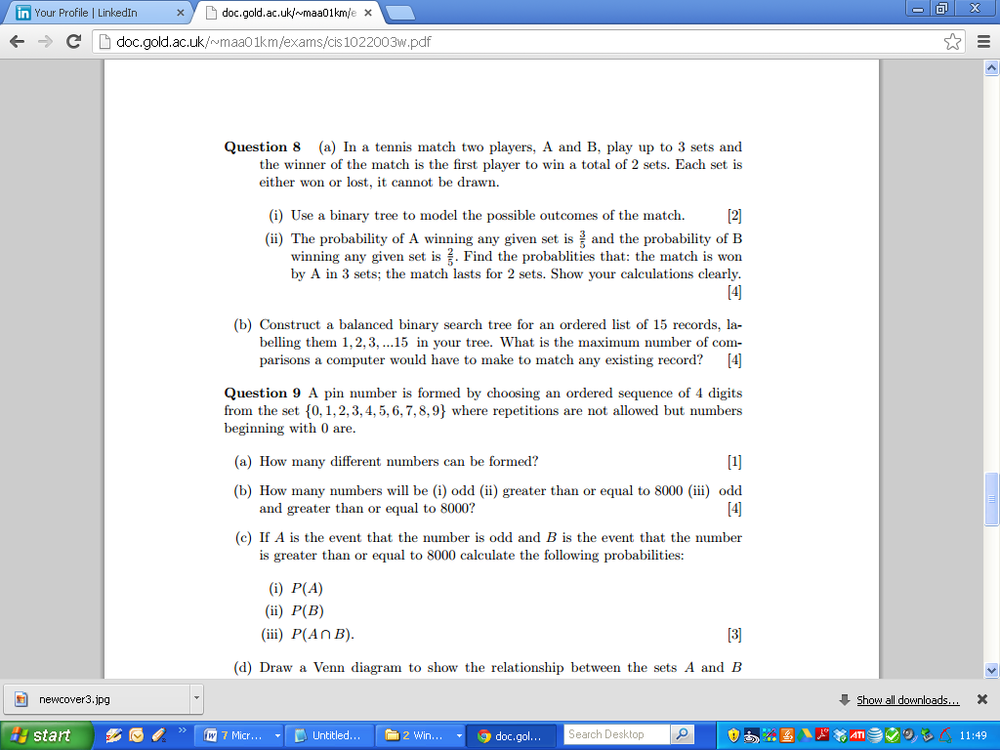 Your Profile | LinkedIn
doc.gold.ac.uk/~maa01km/e
doc.gold.ac.uk/~maa01km/exams/cis1022003w.pdf
Question 8 (a) In a tennis match two players, A and B, play up to 3 sets and
the winner of the match is the first player to win a total of 2 sets. Each set is
either won or lost, it cannot be drawn.
(i) Use a binary tree to model the possible outcomes of the match. [2]
(ii) The probability of A winning any given set is 3/5 and the probability of B
winning any given set is 2/5. Find the probablities that: the match is won
by A in 3 sets; the match lasts for 2 sets. Show your calculations clearly.
[4]
(b) Construct a balanced binary search tree for an ordered list of 15 records, la-
belling them 1, 2, 3, ...15 in your tree. What is the maximum number of com-
parisons a computer would have to make to match any existing record? [4]
Question 9 A pin number is formed by choosing an ordered sequence of 4 digits
from the set {0, 1, 2, 3, 4, 5, 6, 7, 8, 9} where repetitions are not allowed but numbers
beginning with 0 are.
(a) How many different numbers can be formed? [1]
(b) How many numbers will be (i) odd (ii) greater than or equal to 8000 (iii) odd
and greater than or equal to 8000? [4]
(c) If A is the event that the number is odd and B is the event that the number
is greater than or equal to 8000 calculate the following probabilities:
(i) P(A)
(ii) P(B)
(iii) P(A ∩ B). [3]
(d) Draw a Venn diagram to show the relationship between the sets A and B
newcover3.jpg
Show all downloads...
start
7 Micr...
Untitled...
2 Win...
doc.gol...
Search Desktop
11:49